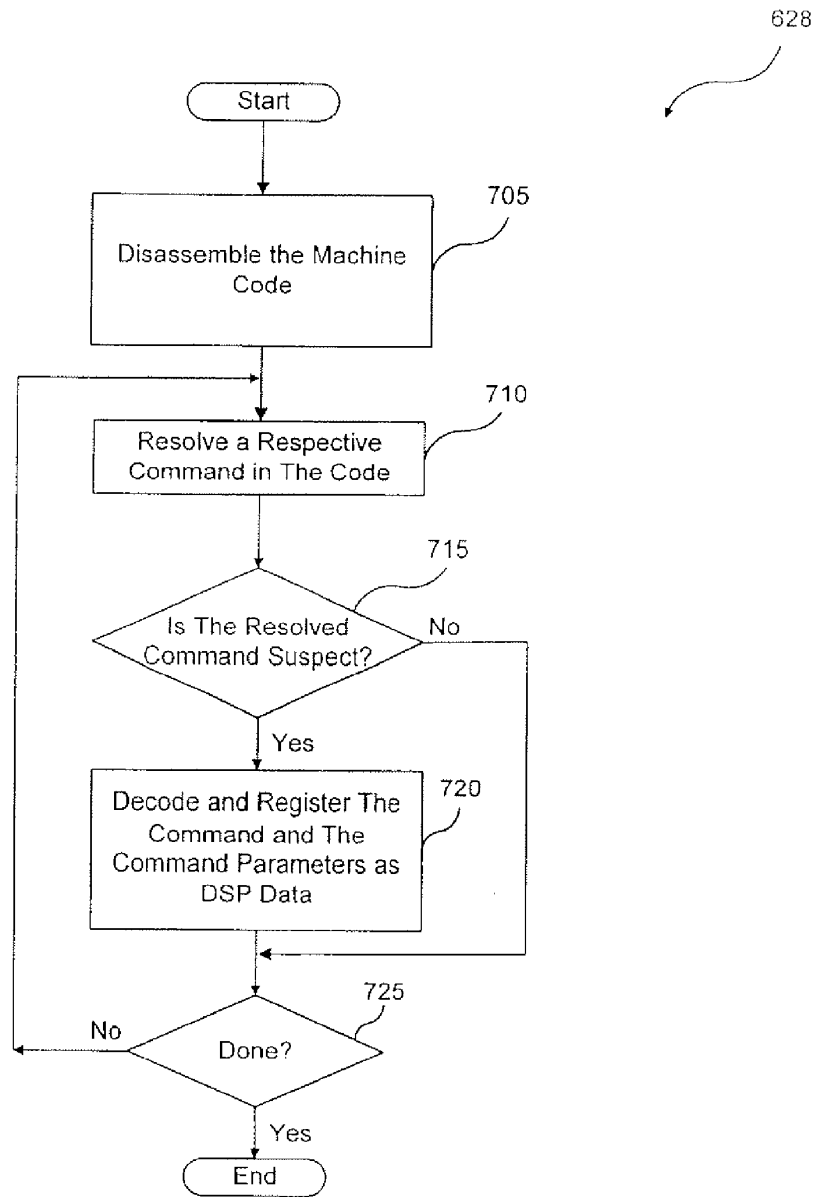 628
Start
705
Disassemble the Machine
Code
710
Resolve a Respective
Command in The Code
715
Is The Resolved
Command Suspect?
No
Yes
720
Decode and Register The
Command and The
Command Parameters as
DSP Data
725
No
Done?
Yes
End